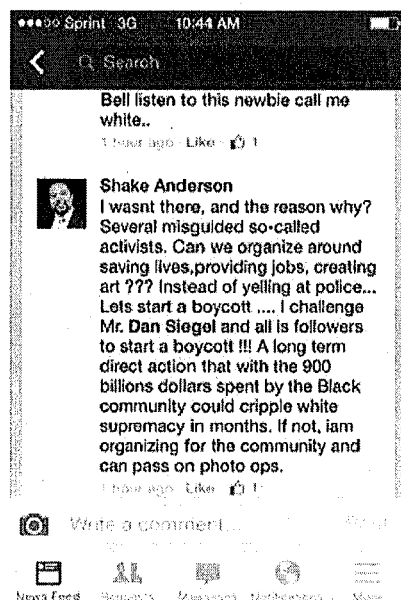 Sprint 3G 10:44 AM
Search
Bell listen to this newbie call me
white..
1 hour ago · Like · 1
Shake Anderson
I wasnt there, and the reason why?
Several misguided so-called
activists. Can we organize around
saving lives,providing jobs, creating
art ??? Instead of yelling at police...
Lets start a boycott .... I challenge
Mr. Dan Siegel and all is followers
to start a boycott !!! A long term
direct action that with the 900
billions dollars spent by the Black
community could cripple white
supremacy in months. If not, iam
organizing for the community and
can pass on photo ops.
1 hour ago · Like · 1
Write a comment...
News Feed Requests Messages Notifications More